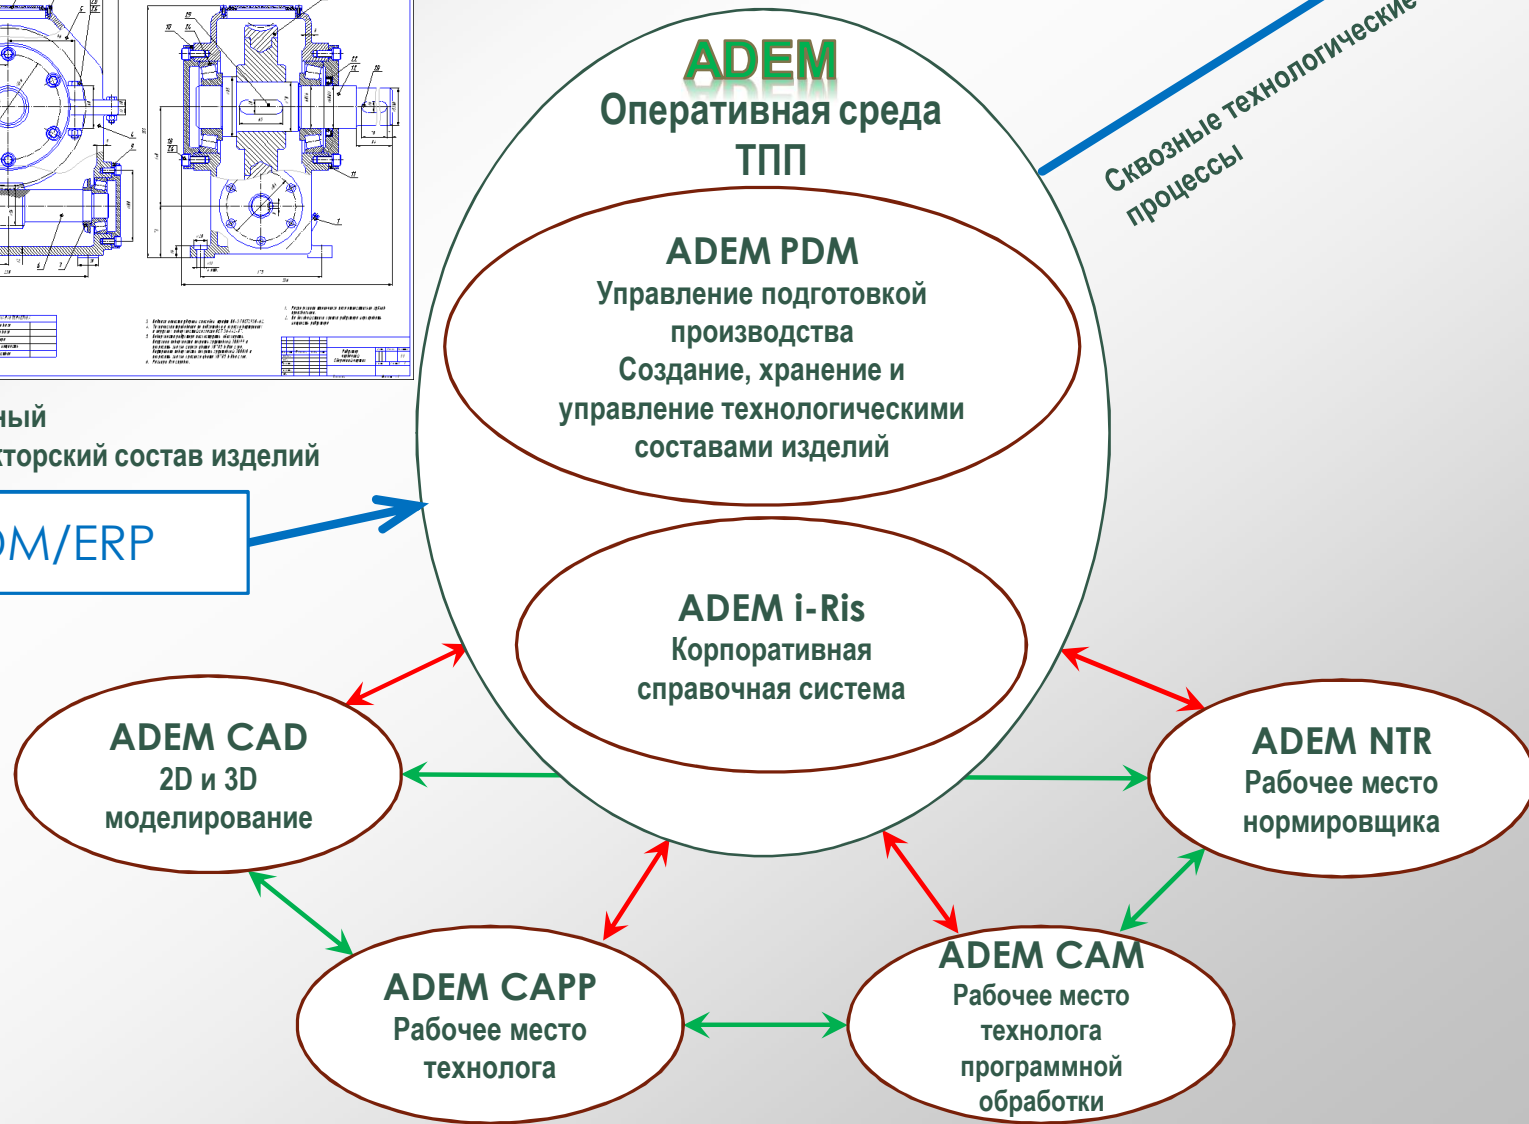 ADEM
Оперативная среда
ТПП
Сквозные технологические
процессы
ADEM PDM
Управление подготовкой
производства
Создание, хранение и
управление технологическими
составами изделий
ный
кторский состав изделий
DM/ERP
ADEM i-Ris
Корпоративная
справочная система
ADEM CAD
2D и 3D
моделирование
ADEM NTR
Рабочее место
нормировщика
ADEM CAPP
Рабочее место
технолога
ADEM CAM
Рабочее место
технолога
программной
обработки